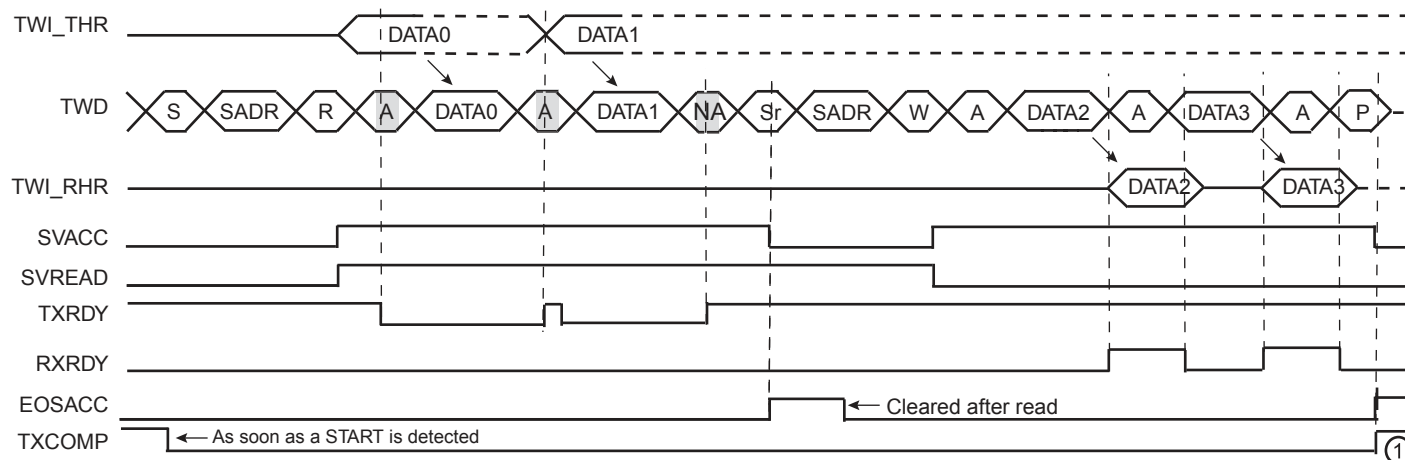 TWI_THR DATA0 DATA1
TWD S SADR R A DATA0 A DATA1 NA Sr SADR W A DATA2 A DATA3 A P
TWI_RHR DATA2 DATA3
SVACC
SVREAD
TXRDY
RXRDY
EOSACC Cleared after read
TXCOMP As soon as a START is detected 1